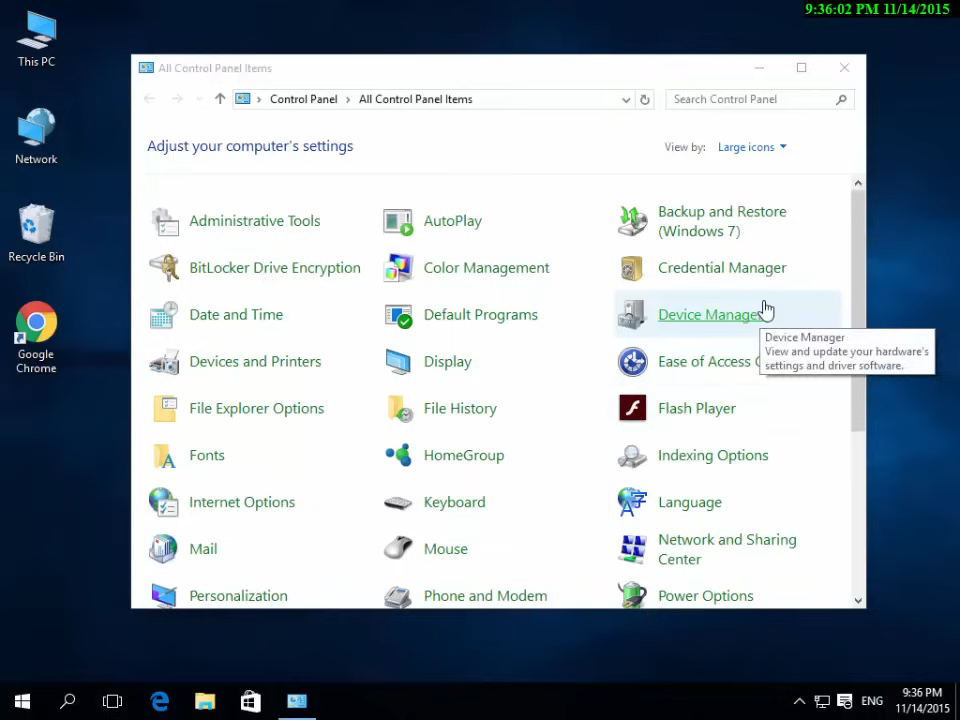 9:36:02 PM 11/14/2015
This PC
Network
Recycle Bin
Google
Chrome
All Control Panel Items
Control Panel > All Control Panel Items
Search Control Panel
Adjust your computer's settings
View by: Large icons
Administrative Tools
AutoPlay
Backup and Restore
(Windows 7)
BitLocker Drive Encryption
Color Management
Credential Manager
Date and Time
Default Programs
Device Manage
Device Manager
View and update your hardware's
settings and driver software.
Devices and Printers
Display
Ease of Access
File Explorer Options
File History
Flash Player
Fonts
HomeGroup
Indexing Options
Internet Options
Keyboard
Language
Mail
Mouse
Network and Sharing
Center
Personalization
Phone and Modem
Power Options
ENG
9:36 PM
11/14/2015